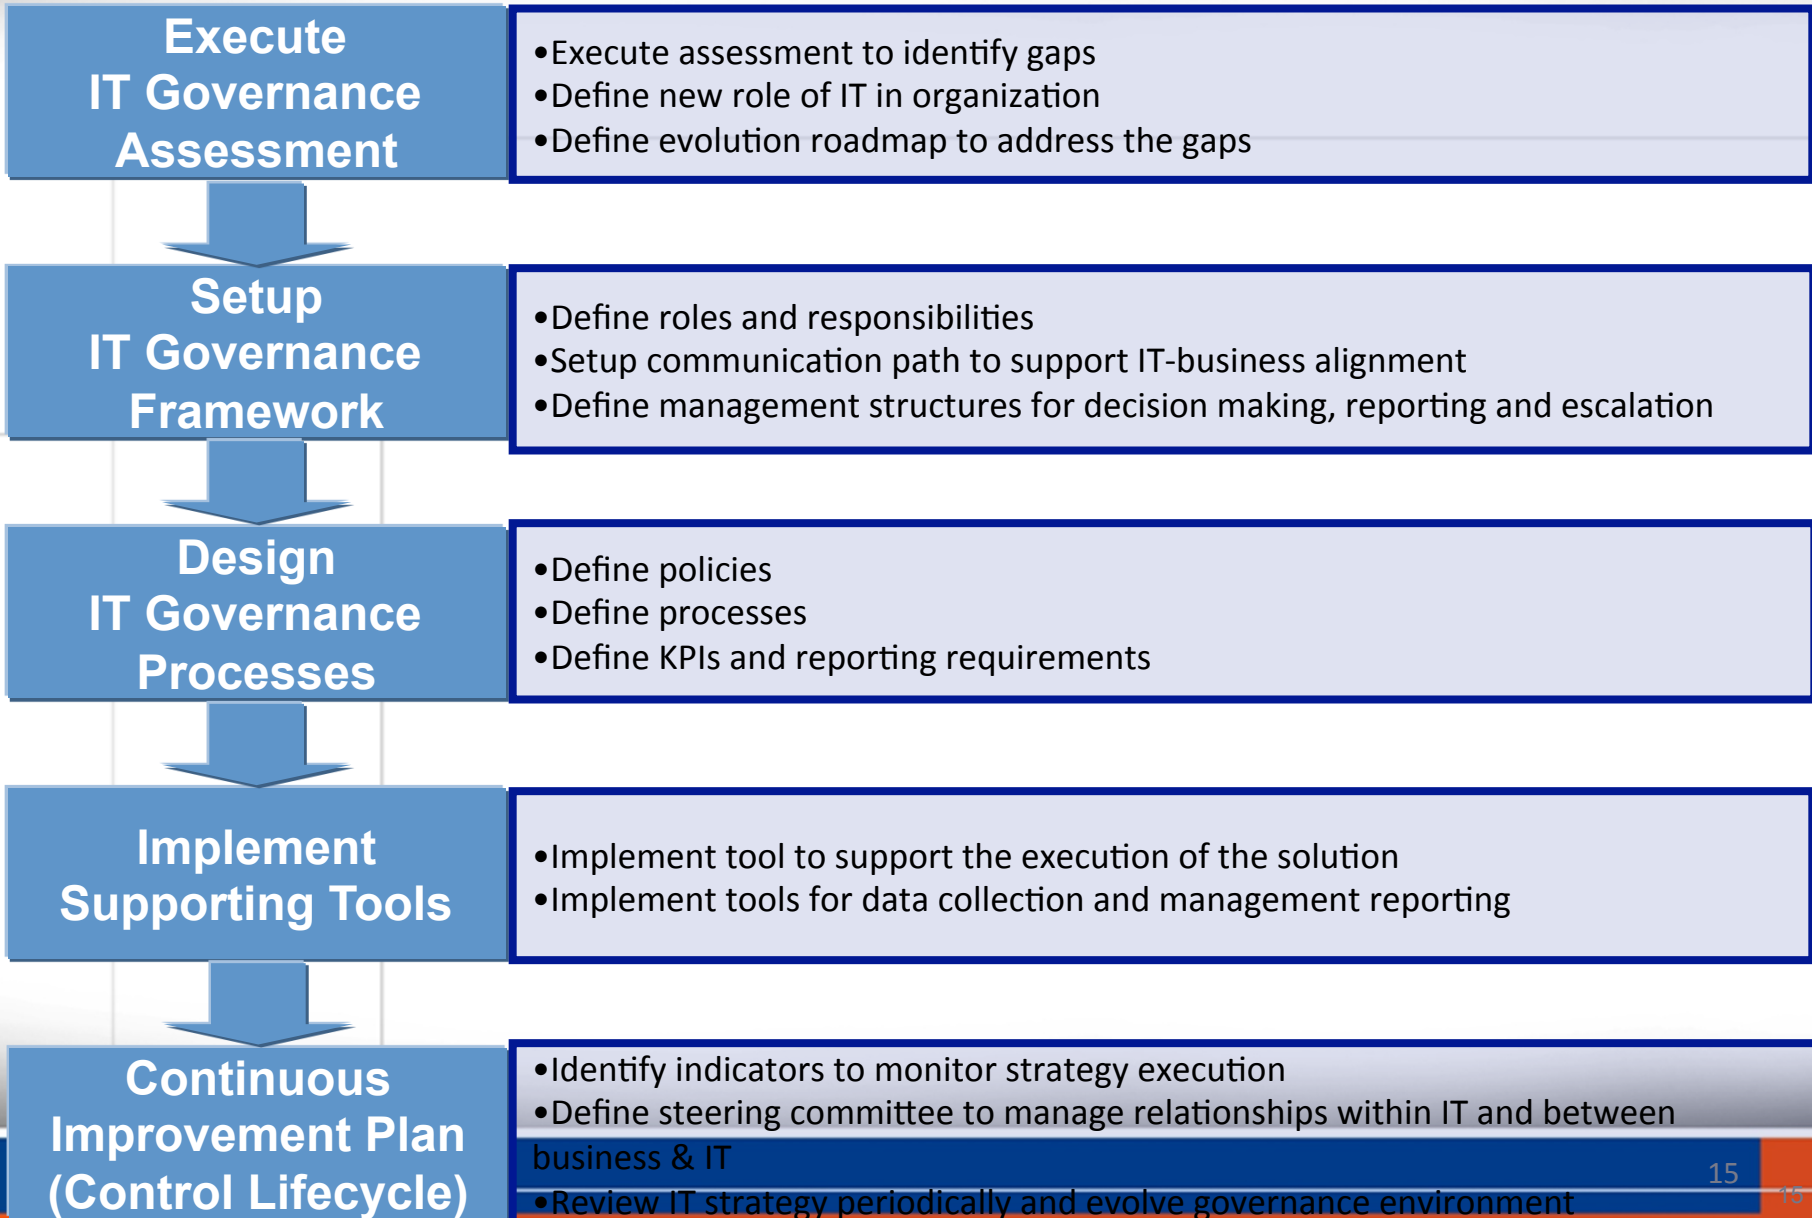 Execute
IT Governance
Assessment
•Execute assessment to identify gaps
•Define new role of IT in organization
•Define evolution roadmap to address the gaps
Setup
IT Governance
Framework
•Define roles and responsibilities
•Setup communication path to support IT-business alignment
•Define management structures for decision making, reporting and escalation
Design
IT Governance
Processes
•Define policies
•Define processes
•Define KPIs and reporting requirements
Implement
Supporting Tools
•Implement tool to support the execution of the solution
•Implement tools for data collection and management reporting
Continuous
Improvement Plan
(Control Lifecycle)
•Identify indicators to monitor strategy execution
•Define steering committee to manage relationships within IT and between
business & IT
•Review IT strategy periodically and evolve governance environment
15
15